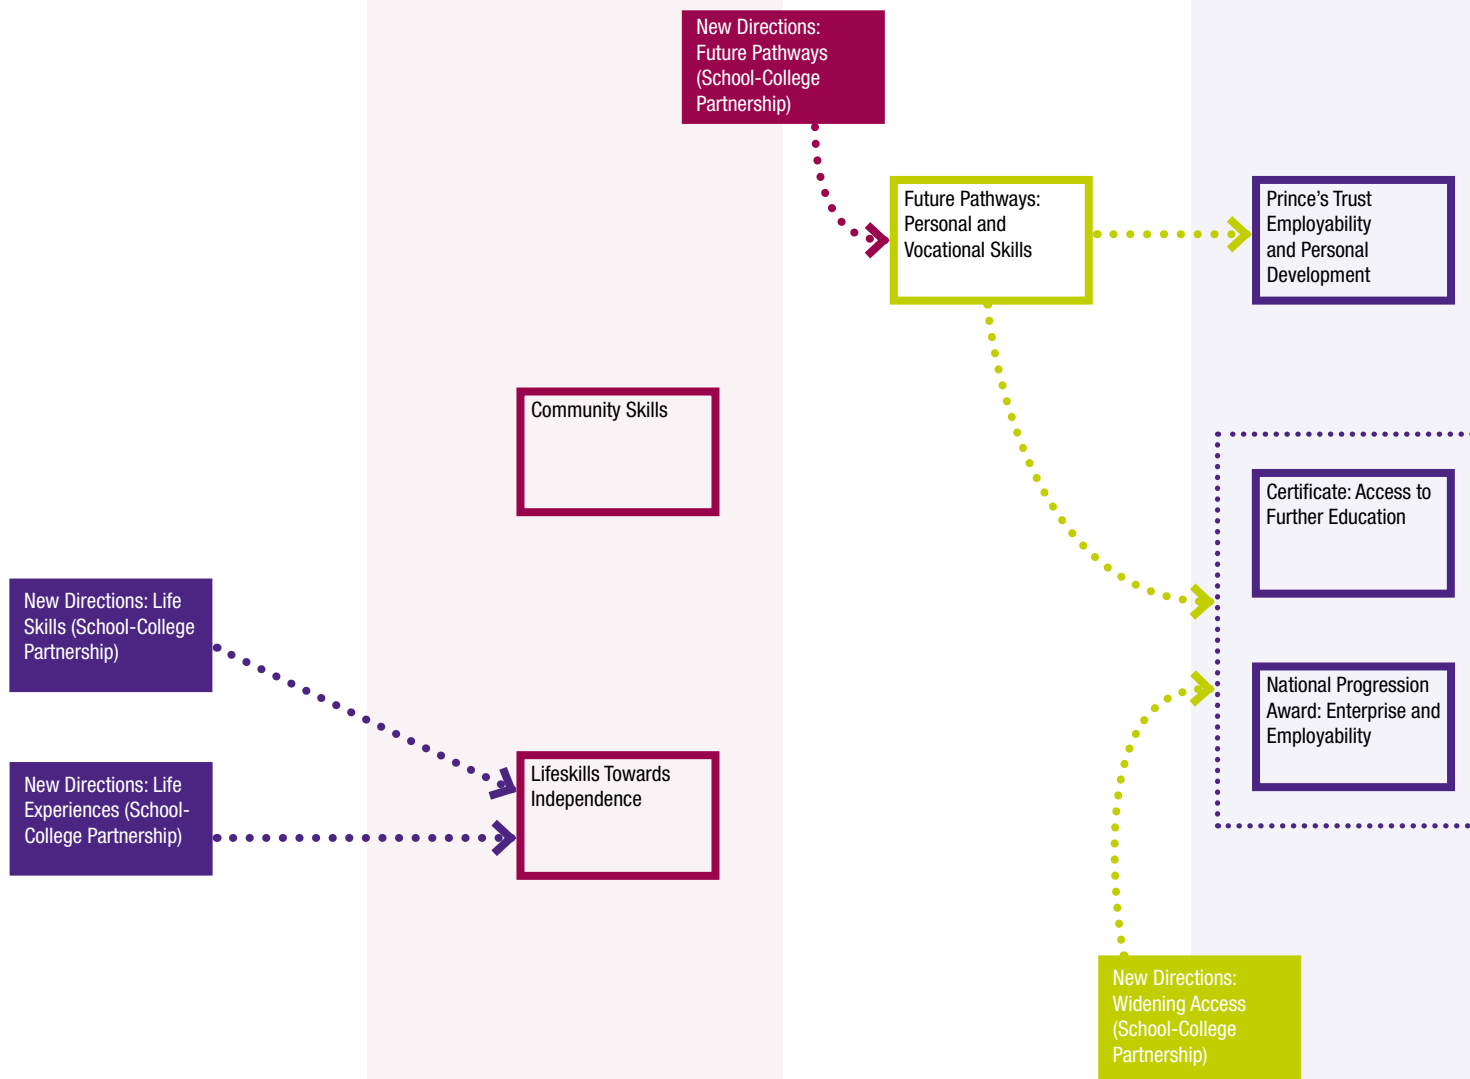 New Directions:
Future Pathways
(School-College
Partnership)
Future Pathways:
Personal and
Vocational Skills
Prince’s Trust
Employability
and Personal
Development
Community Skills
Certificate: Access to
Further Education
New Directions: Life
Skills (School-College
Partnership)
National Progression
Award: Enterprise and
Employability
New Directions: Life
Experiences (School-
College Partnership)
Lifeskills Towards
Independence
New Directions:
Widening Access
(School-College
Partnership)